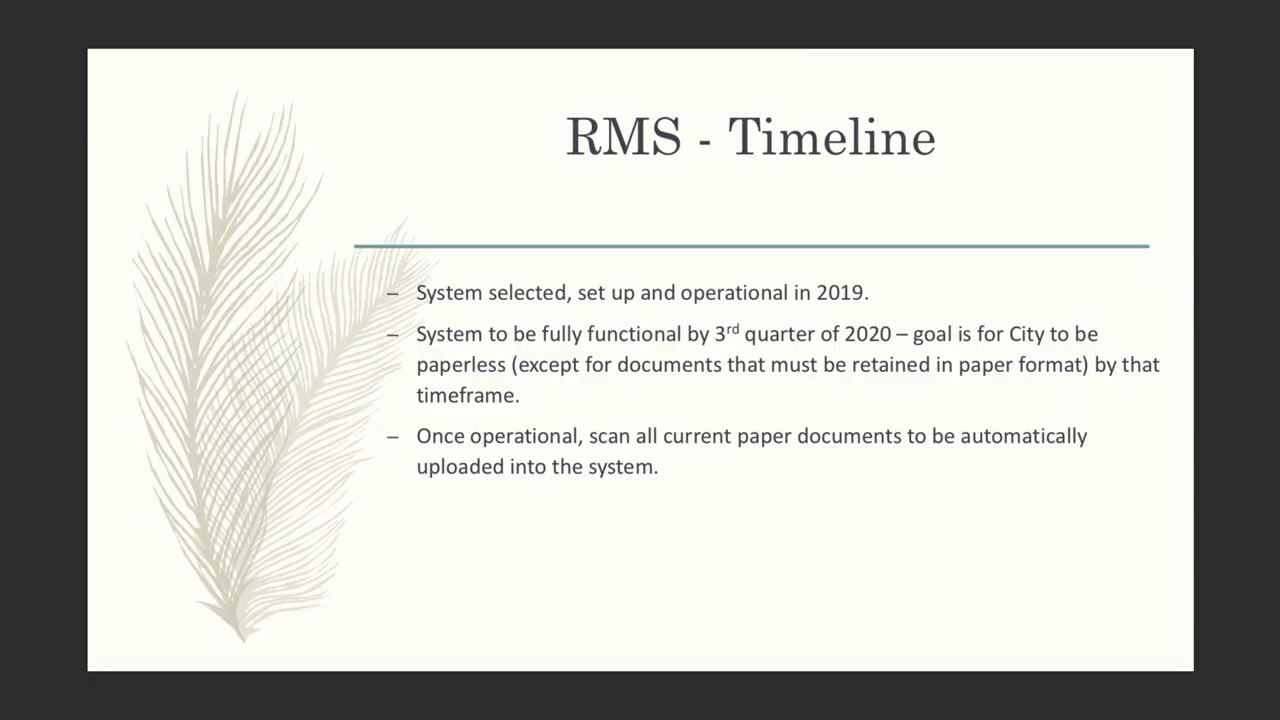 RMS - Timeline
– System selected, set up and operational in 2019.
– System to be fully functional by 3rd quarter of 2020 – goal is for City to be
paperless (except for documents that must be retained in paper format) by that
timeframe.
– Once operational, scan all current paper documents to be automatically
uploaded into the system.